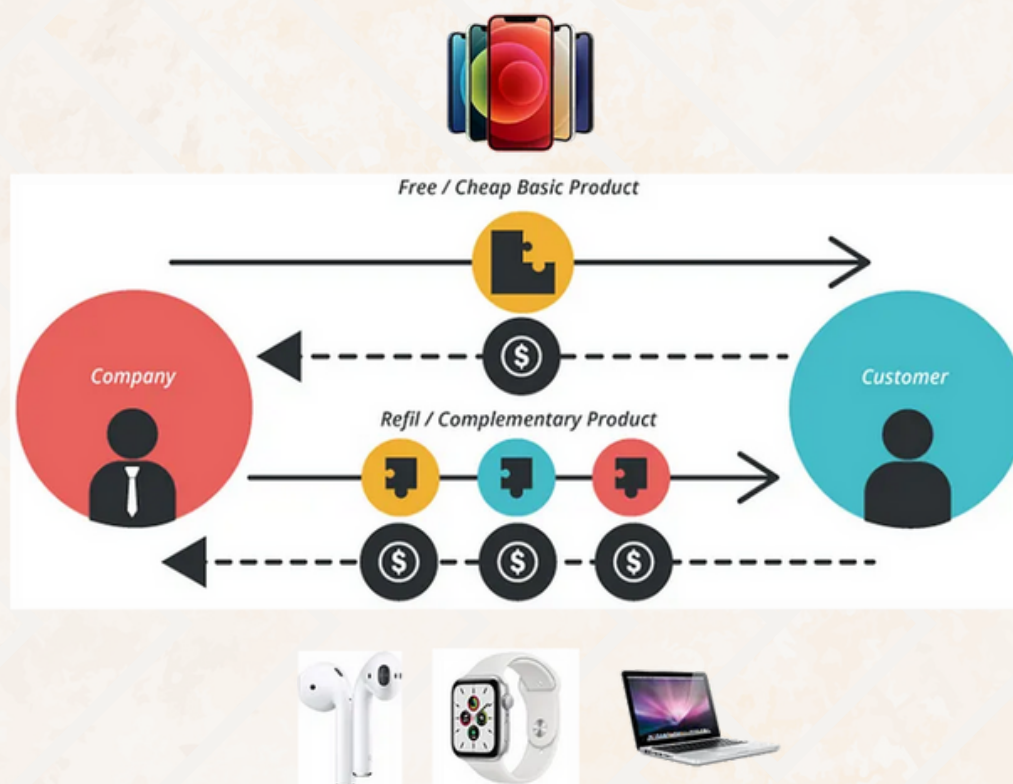 Free / Cheap Basic Product
$
Company
Customer
Refil / Complementary Product
$ $ $